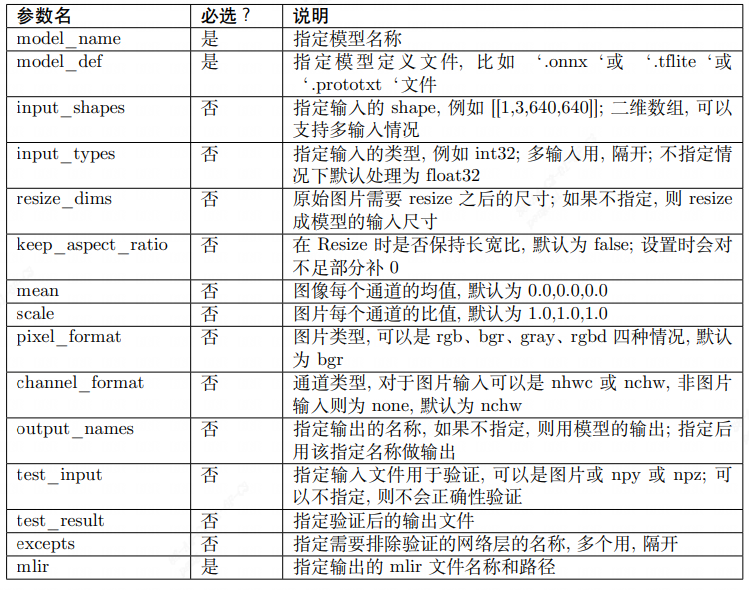 参数名 必选？ 说明
model_name 是 指定模型名称
model_def 是 指定模型定义文件, 比如 ‘.onnx ‘或 ‘.tflite ‘或
‘.prototxt ‘文件
input_shapes 否 指定输入的 shape, 例如 [[1,3,640,640]]; 二维数组, 可以
支持多输入情况
input_types 否 指定输入的类型, 例如 int32; 多输入用, 隔开; 不指定情
况下默认处理为 float32
resize_dims 否 原始图片需要 resize 之后的尺寸; 如果不指定, 则 resize
成模型的输入尺寸
keep_aspect_ratio 否 在 Resize 时是否保持长宽比, 默认为 false; 设置时会对
不足部分补 0
mean 否 图像每个通道的均值, 默认为 0.0,0.0,0.0
scale 否 图片每个通道的比值, 默认为 1.0,1.0,1.0
pixel_format 否 图片类型, 可以是 rgb、bgr、gray、rgbd 四种情况, 默认
为 bgr
channel_format 否 通道类型, 对于图片输入可以是 nhwc 或 nchw, 非图片
输入则为 none, 默认为 nchw
output_names 否 指定输出的名称, 如果不指定, 则用模型的输出; 指定后
用该指定名称做输出
test_input 否 指定输入文件用于验证, 可以是图片或 npy 或 npz; 可
以不指定, 则不会正确性验证
test_result 否 指定验证后的输出文件
excepts 否 指定需要排除验证的网络层的名称, 多个用, 隔开
mlir 是 指定输出的 mlir 文件名称和路径